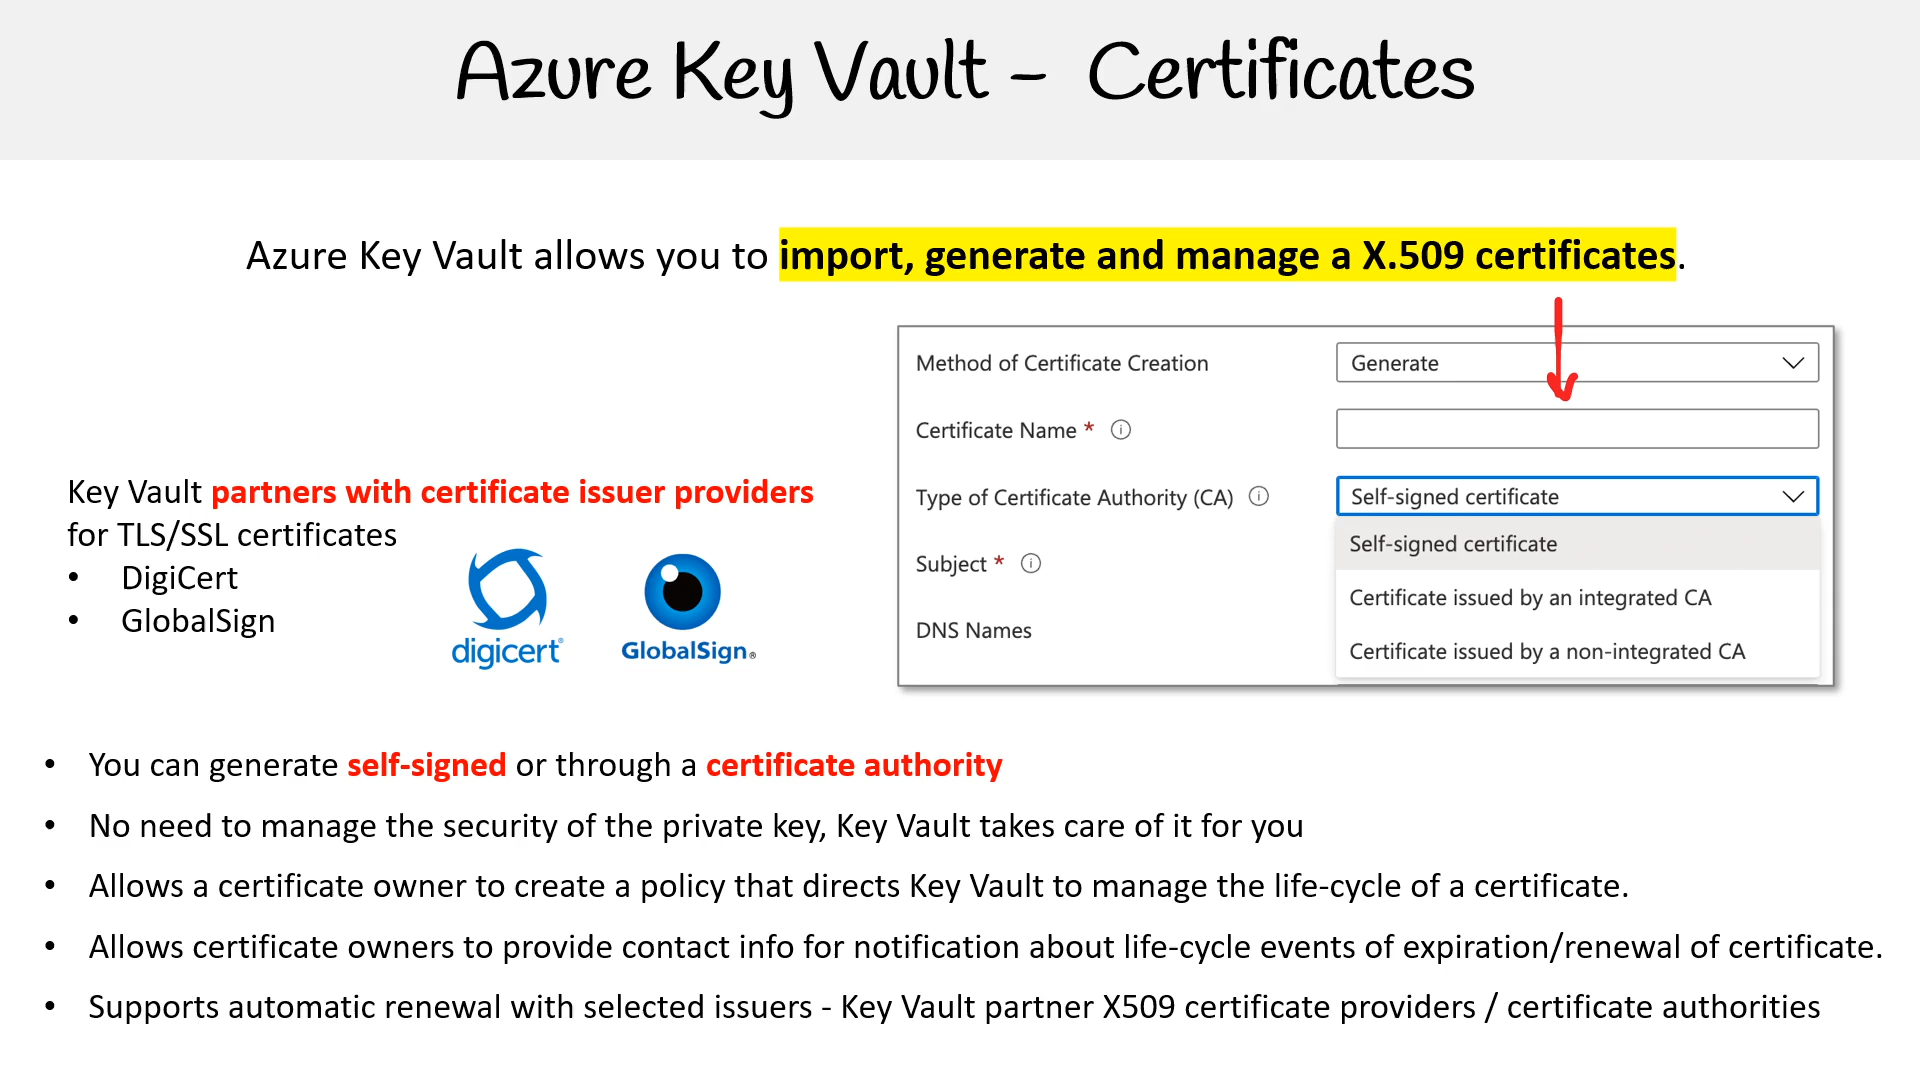 Azure Key Vault - Certificates
Azure Key Vault allows you to import, generate and manage a X.509 certificates.
Method of Certificate Creation
Generate
Certificate Name *
Type of Certificate Authority (CA)
Self-signed certificate
Self-signed certificate
Subject *
Certificate issued by an integrated CA
DNS Names
Certificate issued by a non-integrated CA
Key Vault partners with certificate issuer providers
for TLS/SSL certificates
• DigiCert
• GlobalSign
digicert®
GlobalSign®
• You can generate self-signed or through a certificate authority
• No need to manage the security of the private key, Key Vault takes care of it for you
• Allows a certificate owner to create a policy that directs Key Vault to manage the life-cycle of a certificate.
• Allows certificate owners to provide contact info for notification about life-cycle events of expiration/renewal of certificate.
• Supports automatic renewal with selected issuers - Key Vault partner X509 certificate providers / certificate authorities